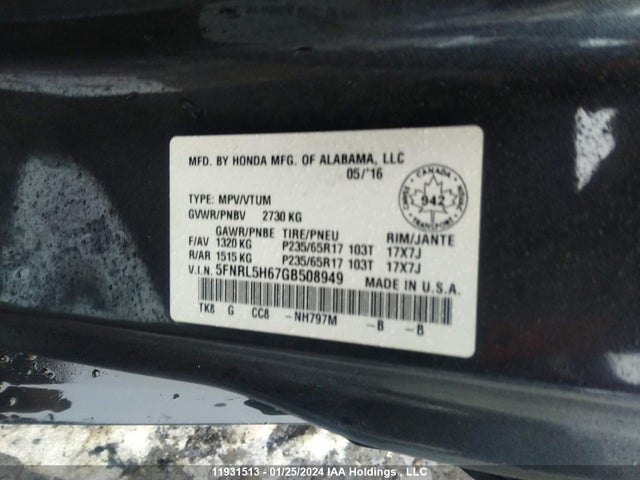 MFD. BY HONDA MFG. OF ALABAMA, LLC
05/'16
TYPE: MPV/VTUM
GVWR/PNBV 2730 KG
GAWR/PNBE TIRE/PNEU RIM/JANTE
F/AV 1320 KG P235/65R17 103T 17X7J
R/AR 1515 KG P235/65R17 103T 17X7J
V.I.N. 5FNRL5H67GB508949 MADE IN U.S.A.
TK8 G CC8 -NH797M -B -B
CANADA
942
TRANSPORT
11931513 - 01/25/2024 IAA Holdings , LLC